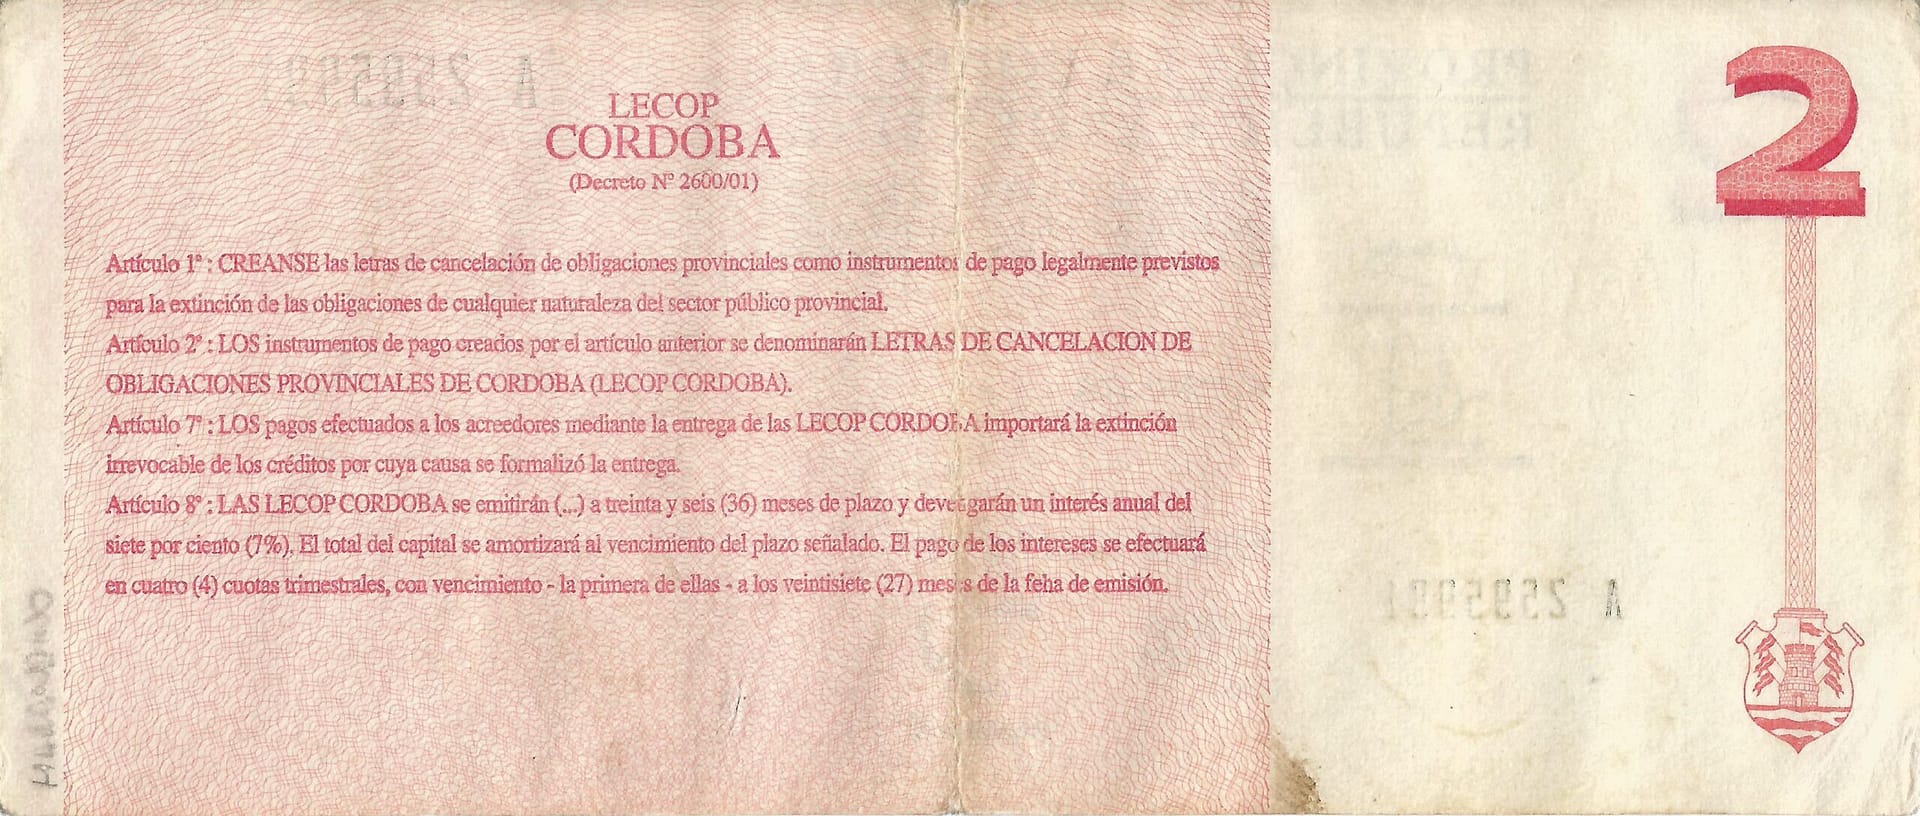 LECOP
CORDOBA
(Decreto Nº 2600/01)
2
Artículo 1º : CREANSE las letras de cancelación de obligaciones provinciales como instrumentos de pago legalmente previstos
para la extinción de las obligaciones de cualquier naturaleza del sector público provincial.
Artículo 2º : LOS instrumentos de pago creados por el artículo anterior se denominarán LETRAS DE CANCELACION DE
OBLIGACIONES PROVINCIALES DE CORDOBA (LECOP CORDOBA).
Artículo 7º : LOS pagos efectuados a los acreedores mediante la entrega de las LECOP CORDOBA importará la extinción
irrevocable de los créditos por cuya causa se formalizó la entrega.
Artículo 8º : LAS LECOP CORDOBA se emitirán (...) a treinta y seis (36) meses de plazo y devengarán un interés anual del
siete por ciento (7%). El total del capital se amortizará al vencimiento del plazo señalado. El pago de los intereses se efectuará
en cuatro (4) cuotas trimestrales, con vencimiento - la primera de ellas - a los veintisiete (27) meses de la feha de emisión.